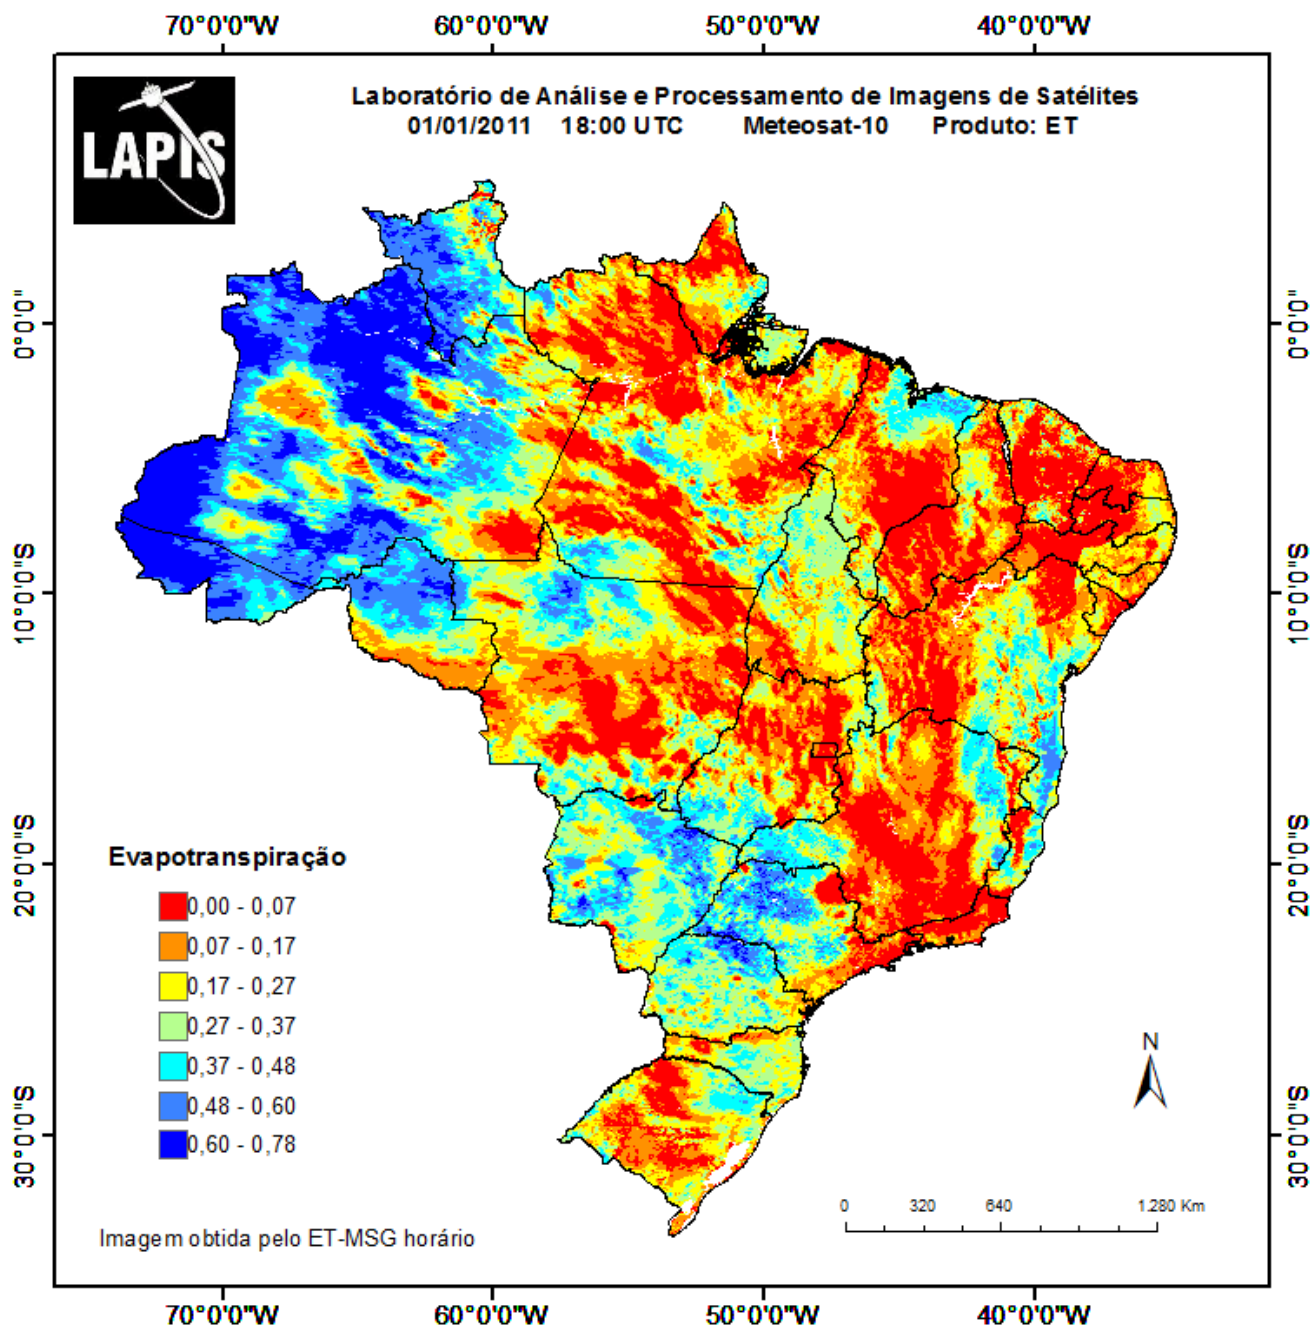 70°0'0"W 60°0'0"W 50°0'0"W 40°0'0"W
LAPIS
Laboratório de Análise e Processamento de Imagens de Satélites
01/01/2011 18:00 UTC Meteosat-10 Produto: ET
0°0'0"
0°0'0"
10°0'0"S
10°0'0"S
20°0'0"S
20°0'0"S
30°0'0"S
30°0'0"S
Evapotranspiração
0,00 - 0,07
0,07 - 0,17
0,17 - 0,27
0,27 - 0,37
0,37 - 0,48
0,48 - 0,60
0,60 - 0,78
N
0 320 640 1.280 Km
Imagem obtida pelo ET-MSG horário
70°0'0"W 60°0'0"W 50°0'0"W 40°0'0"W